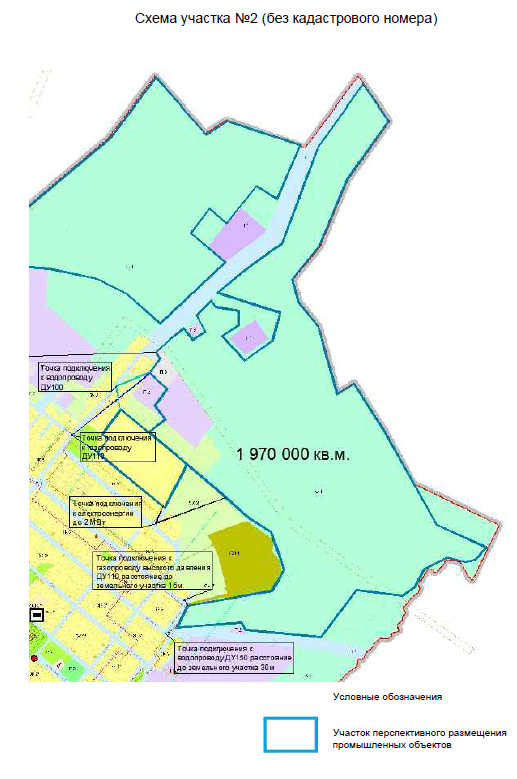 Схема участка №2 (без кадастрового номера)
Точка подключения
к водопроводу
ДУ100
Точка подключения
к газопроводу
ДУ110
1 970 000 кв.м.
Точка подключения
к электроэнергии
до 2 МВт
Точка подключения к
газопроводу высокого давления
ДУ110 расстояние до
земельного участка 15м
Точка подключения к
водопроводу ДУ150 расстояние
до земельного участка 30м
Условные обозначения
Участок перспективного размещения
промышленных объектов